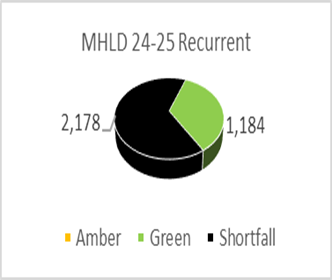 MHLD 24-25 Recurrent
2,178
1,184
Amber Green Shortfall